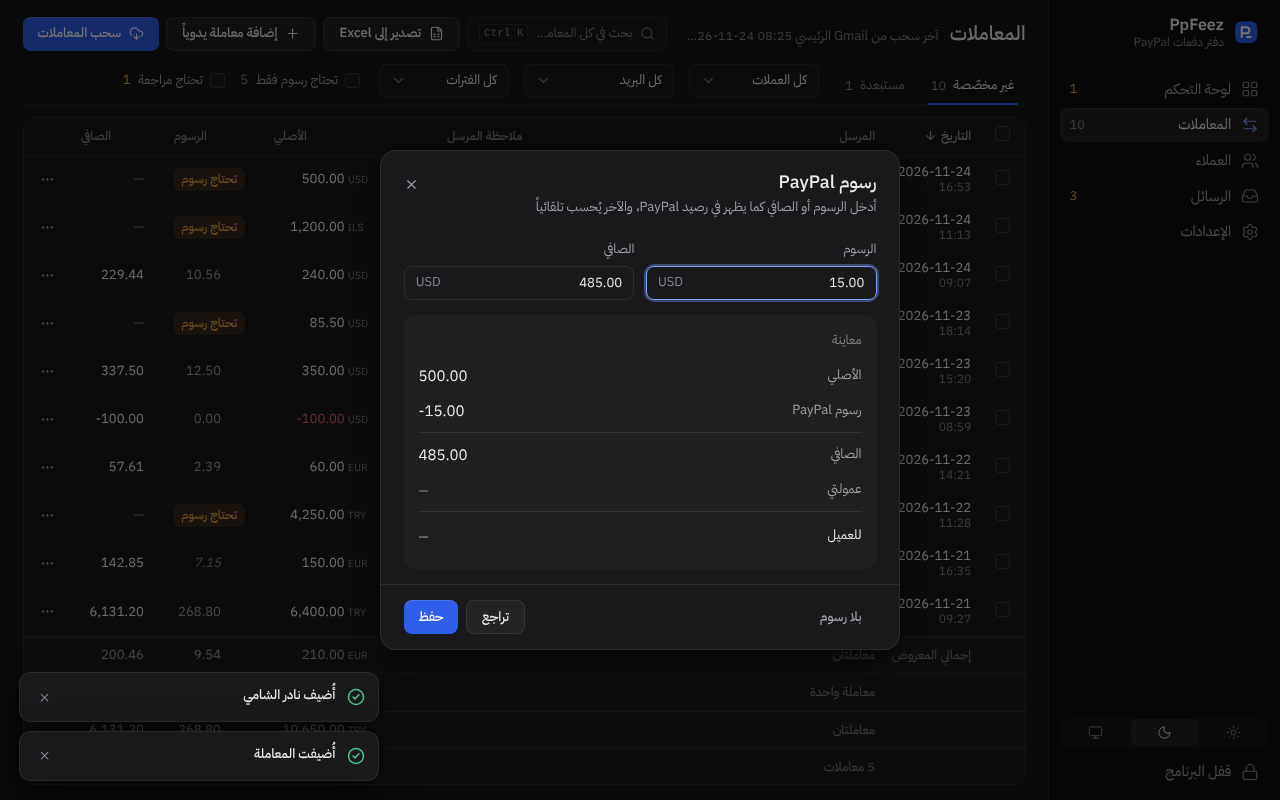 PpFeez
دفتر دفعات PayPal
لوحة التحكم 1
المعاملات 10
العملاء
الرسائل 3
الإعدادات
قفل البرنامج
المعاملات
آخر سحب من Gmail الرئيسي 08:25 24-11-26...
بحث في كل المعام... Ctrl K
تصدير إلى Excel
إضافة معاملة يدوياً
سحب المعاملات
غير مخصّصة 10
مستبعدة 1
كل العملات
كل البريد
كل الفترات
تحتاج رسوم فقط 5
تحتاج مراجعة 1
التاريخ ↓ المرسل ملاحظة المرسل الأصلي الرسوم الصافي
2026-11-24 16:53 500.00 USD تحتاج رسوم —
2026-11-24 11:13 1,200.00 ILS تحتاج رسوم —
2026-11-24 09:07 240.00 USD 10.56 229.44
2026-11-23 18:14 85.50 USD تحتاج رسوم —
2026-11-23 15:20 350.00 USD 12.50 337.50
2026-11-23 08:59 -100.00 USD 0.00 -100.00
2026-11-22 14:21 60.00 EUR 2.39 57.61
2026-11-22 11:28 4,250.00 TRY تحتاج رسوم —
2026-11-21 16:35 150.00 EUR 7.15 142.85
2026-11-21 09:27 6,400.00 TRY 268.80 6,131.20
إجمالي المعروض معاملتان 210.00 EUR 9.54 200.46
معاملة واحدة
معاملتان 10,650.00 TRY 268.80 6,131.20
5 معاملات
رسوم PayPal
أدخل الرسوم أو الصافي كما يظهر في رصيد PayPal، والآخر يُحسب تلقائياً
الرسوم
15.00 USD
الصافي
485.00 USD
معاينة
الأصلي 500.00
رسوم PayPal -15.00
الصافي 485.00
عمولتي —
للعميل —
بلا رسوم
تراجع
حفظ
أُضيف نادر الشامي
أُضيفت المعاملة